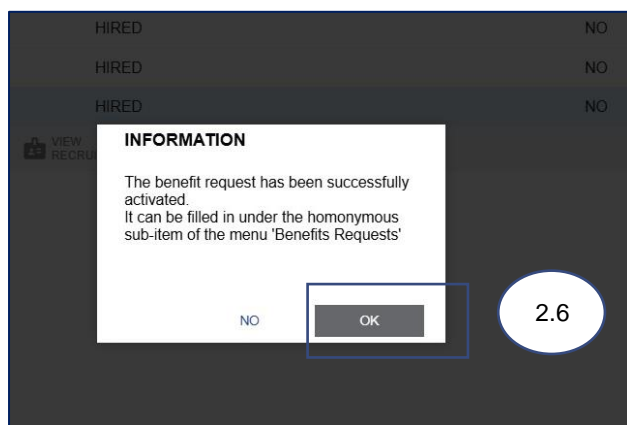 HIRED NO
HIRED NO
HIRED NO
VIEW
INFORMATION
The benefit request has been successfully
activated.
It can be filled in under the homonymous
sub-item of the menu 'Benefits Requests'
NO OK
2.6